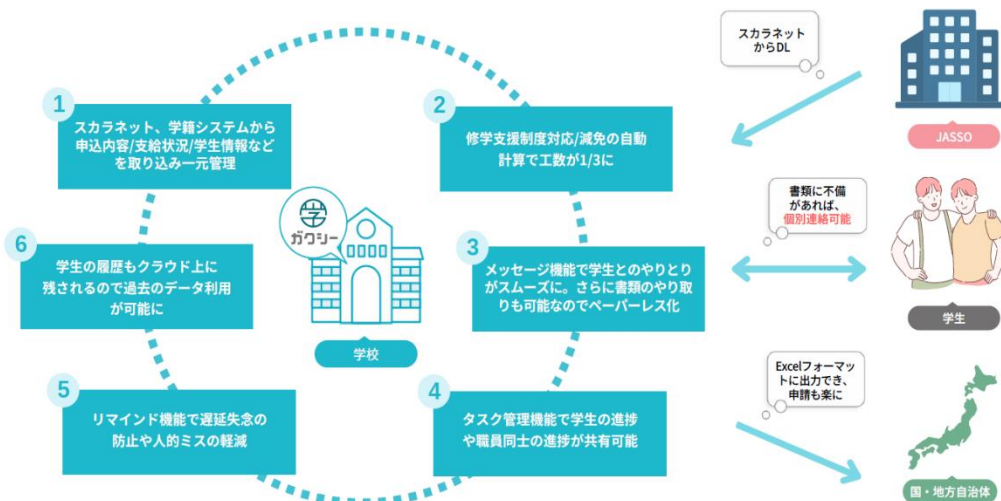 1
スカラネット、学籍システムから
申込内容/支給状況/学生情報など
を取り込み一元管理
2
修学支援制度対応/減免の自動
計算で工数が1/3に
3
メッセージ機能で学生とのやりとり
がスムーズに。さらに書類のやり取
りも可能なのでペーパーレス化
4
タスク管理機能で学生の進捗
や職員同士の進捗が共有可能
5
リマインド機能で遅延失念の
防止や人的ミスの軽減
6
学生の履歴もクラウド上に
残されるので過去のデータ利用
が可能に
学
ガクシー
学校
スカラネット
からDL
JASSO
書類に不備
があれば、
個別連絡可能
学生
Excelフォーマッ
トに出力でき、
申請も楽に
国・地方自治体